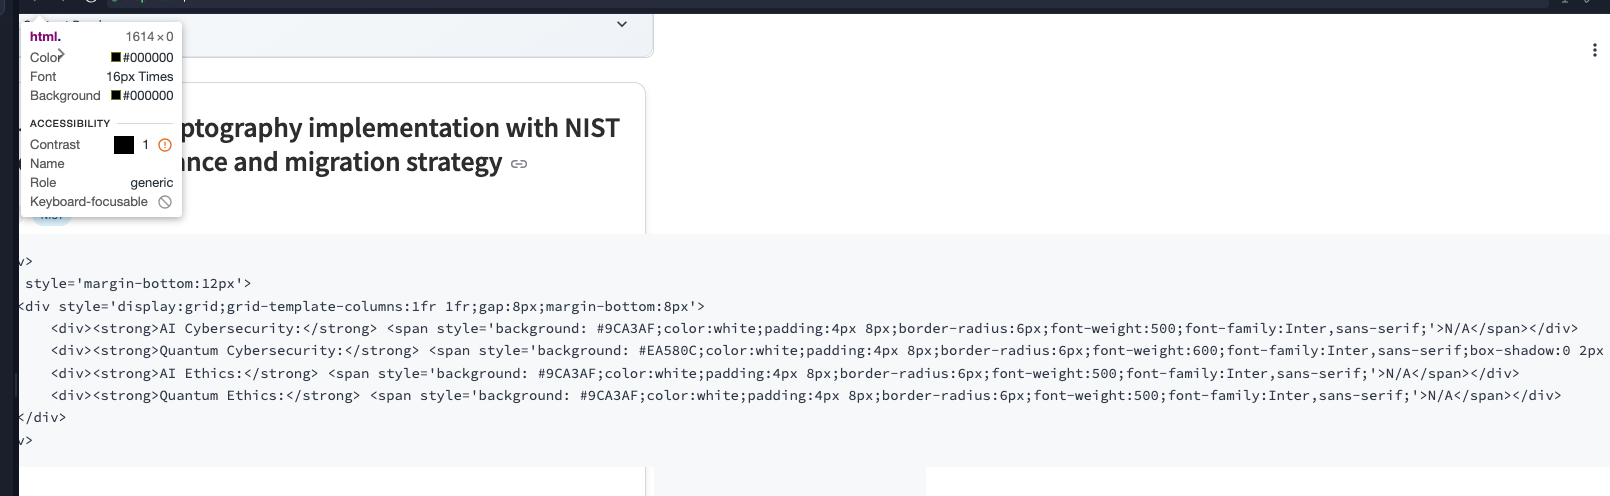 html.
1614×0
Color
#000000
Font
16px Times
Background
#000000
ACCESSIBILITY
Contrast
1
Name
Role
generic
Keyboard-focusable
ptography implementation with NIST
nce and migration strategy
NIST
v>
style='margin-bottom:12px'>
<div style='display:grid;grid-template-columns:1fr 1fr;gap:8px;margin-bottom:8px'>
<div><strong>AI Cybersecurity:</strong> <span style='background: #9CA3AF;color:white;padding:4px 8px;border-radius:6px;font-weight:500;font-family:Inter,sans-serif;'>N/A</span></div>
<div><strong>Quantum Cybersecurity:</strong> <span style='background: #EA580C;color:white;padding:4px 8px;border-radius:6px;font-weight:600;font-family:Inter,sans-serif;box-shadow:0 2px
<div><strong>AI Ethics:</strong> <span style='background: #9CA3AF;color:white;padding:4px 8px;border-radius:6px;font-weight:500;font-family:Inter,sans-serif;'>N/A</span></div>
<div><strong>Quantum Ethics:</strong> <span style='background: #9CA3AF;color:white;padding:4px 8px;border-radius:6px;font-weight:500;font-family:Inter,sans-serif;'>N/A</span></div>
</div>
v>